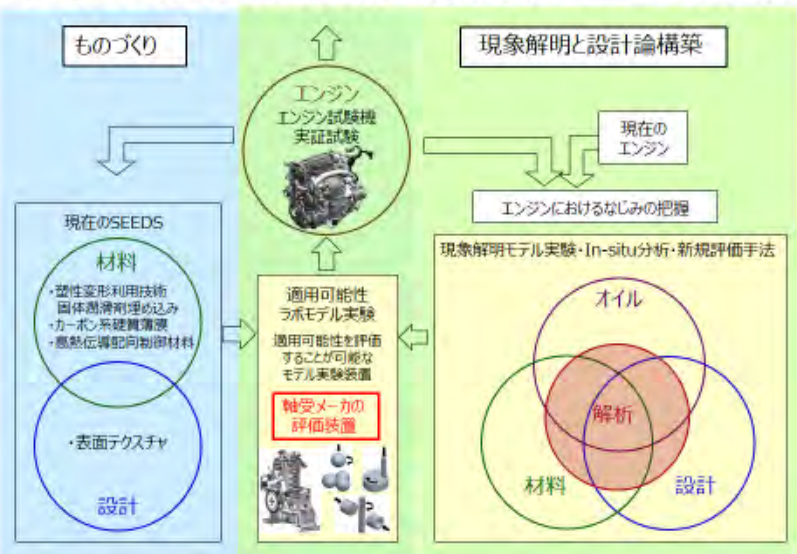 ものづくり
現象解明と設計論構築
エンジン
エンジン試験機
実証試験
現在の
エンジン
エンジンにおけるなじみの把握
現在のSEEDS
材料
・塑性変形利用技術
固体潤滑剤埋め込み
・カーボン系硬質薄膜
・高熱伝導配向制御材料
・表面テクスチャ
設計
適用可能性
ラボモデル実験
適用可能性を評価
することが可能な
モデル実験装置
軸受メーカの
評価装置
現象解明モデル実験・In-situ分析・新規評価手法
オイル
解析
材料
設計